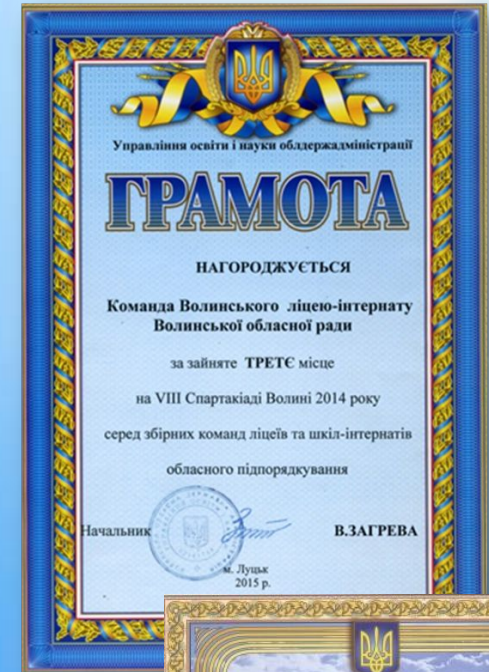 Управління освіти і науки облдержадміністрації
ГРАМОТА
НАГОРОДЖУЄТЬСЯ
Команда Волинського ліцею-інтернату
Волинської обласної ради
за зайняте ТРЕТЄ місце
на VIII Спартакіаді Волині 2014 року
серед збірних команд ліцеїв та шкіл-інтернатів
обласного підпорядкування
Начальник В.ЗАГРЕВА
м. Луцьк
2015 р.